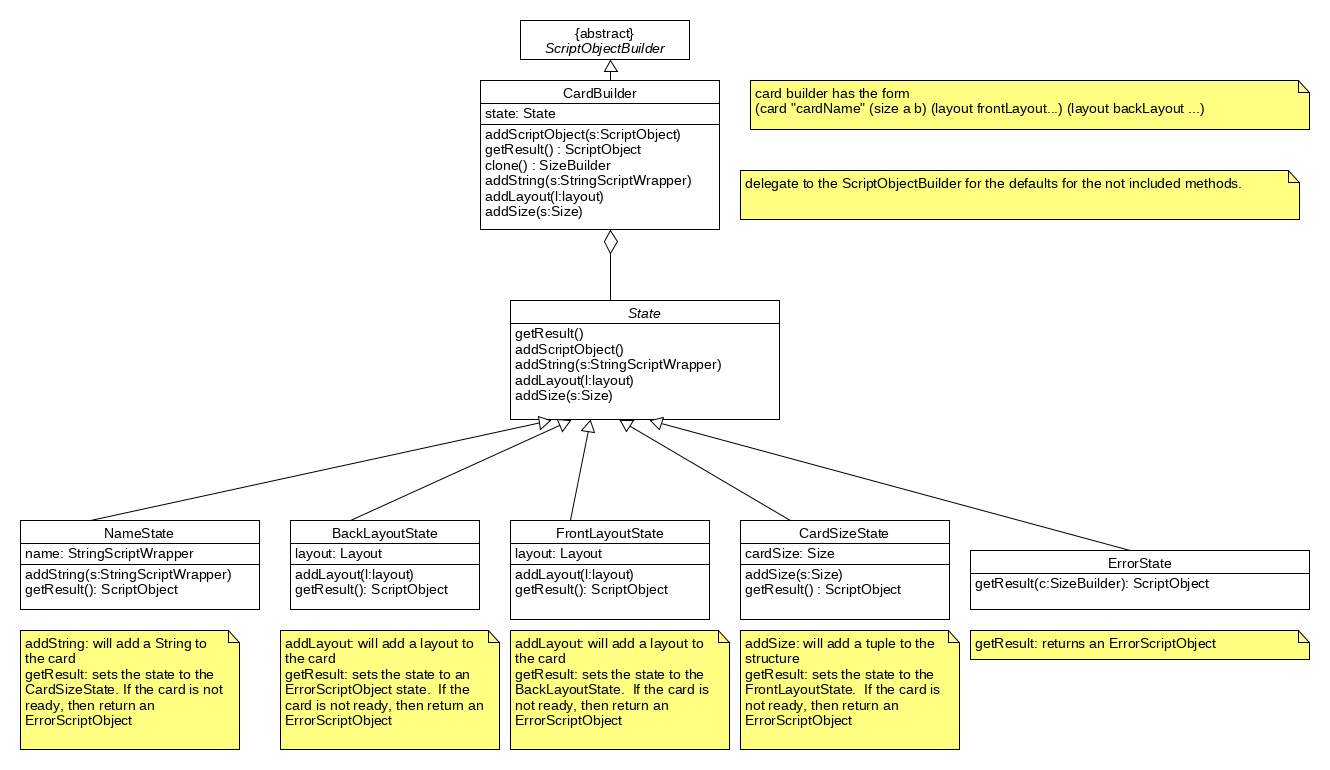 {abstract}
ScriptObjectBuilder
CardBuilder
state: State
addScriptObject(s:ScriptObject)
getResult() : ScriptObject
clone() : SizeBuilder
addString(s:StringScriptWrapper)
addLayout(l:layout)
addSize(s:Size)
card builder has the form
(card "cardName" (size a b) (layout frontLayout...) (layout backLayout ...)
delegate to the ScriptObjectBuilder for the defaults for the not included methods.
State
getResult()
addScriptObject()
addString(s:StringScriptWrapper)
addLayout(l:layout)
addSize(s:Size)
NameState
name: StringScriptWrapper
addString(s:StringScriptWrapper)
getResult(): ScriptObject
BackLayoutState
layout: Layout
addLayout(l:layout)
getResult(): ScriptObject
FrontLayoutState
layout: Layout
addLayout(l:layout)
getResult(): ScriptObject
CardSizeState
cardSize: Size
addSize(s:Size)
getResult() : ScriptObject
ErrorState
getResult(c:SizeBuilder): ScriptObject
addString: will add a String to
the card
getResult: sets the state to the
CardSizeState. If the card is not
ready, then return an
ErrorScriptObject
addLayout: will add a layout to
the card
getResult: sets the state to an
ErrorScriptObject state.  If the
card is not ready, then return an
ErrorScriptObject
addLayout: will add a layout to
the card
getResult: sets the state to the
BackLayoutState.  If the card is
not ready, then return an
ErrorScriptObject
addSize: will add a tuple to the
structure
getResult: sets the state to the
FrontLayoutState.  If the card is
not ready, then return an
ErrorScriptObject
getResult: returns an ErrorScriptObject